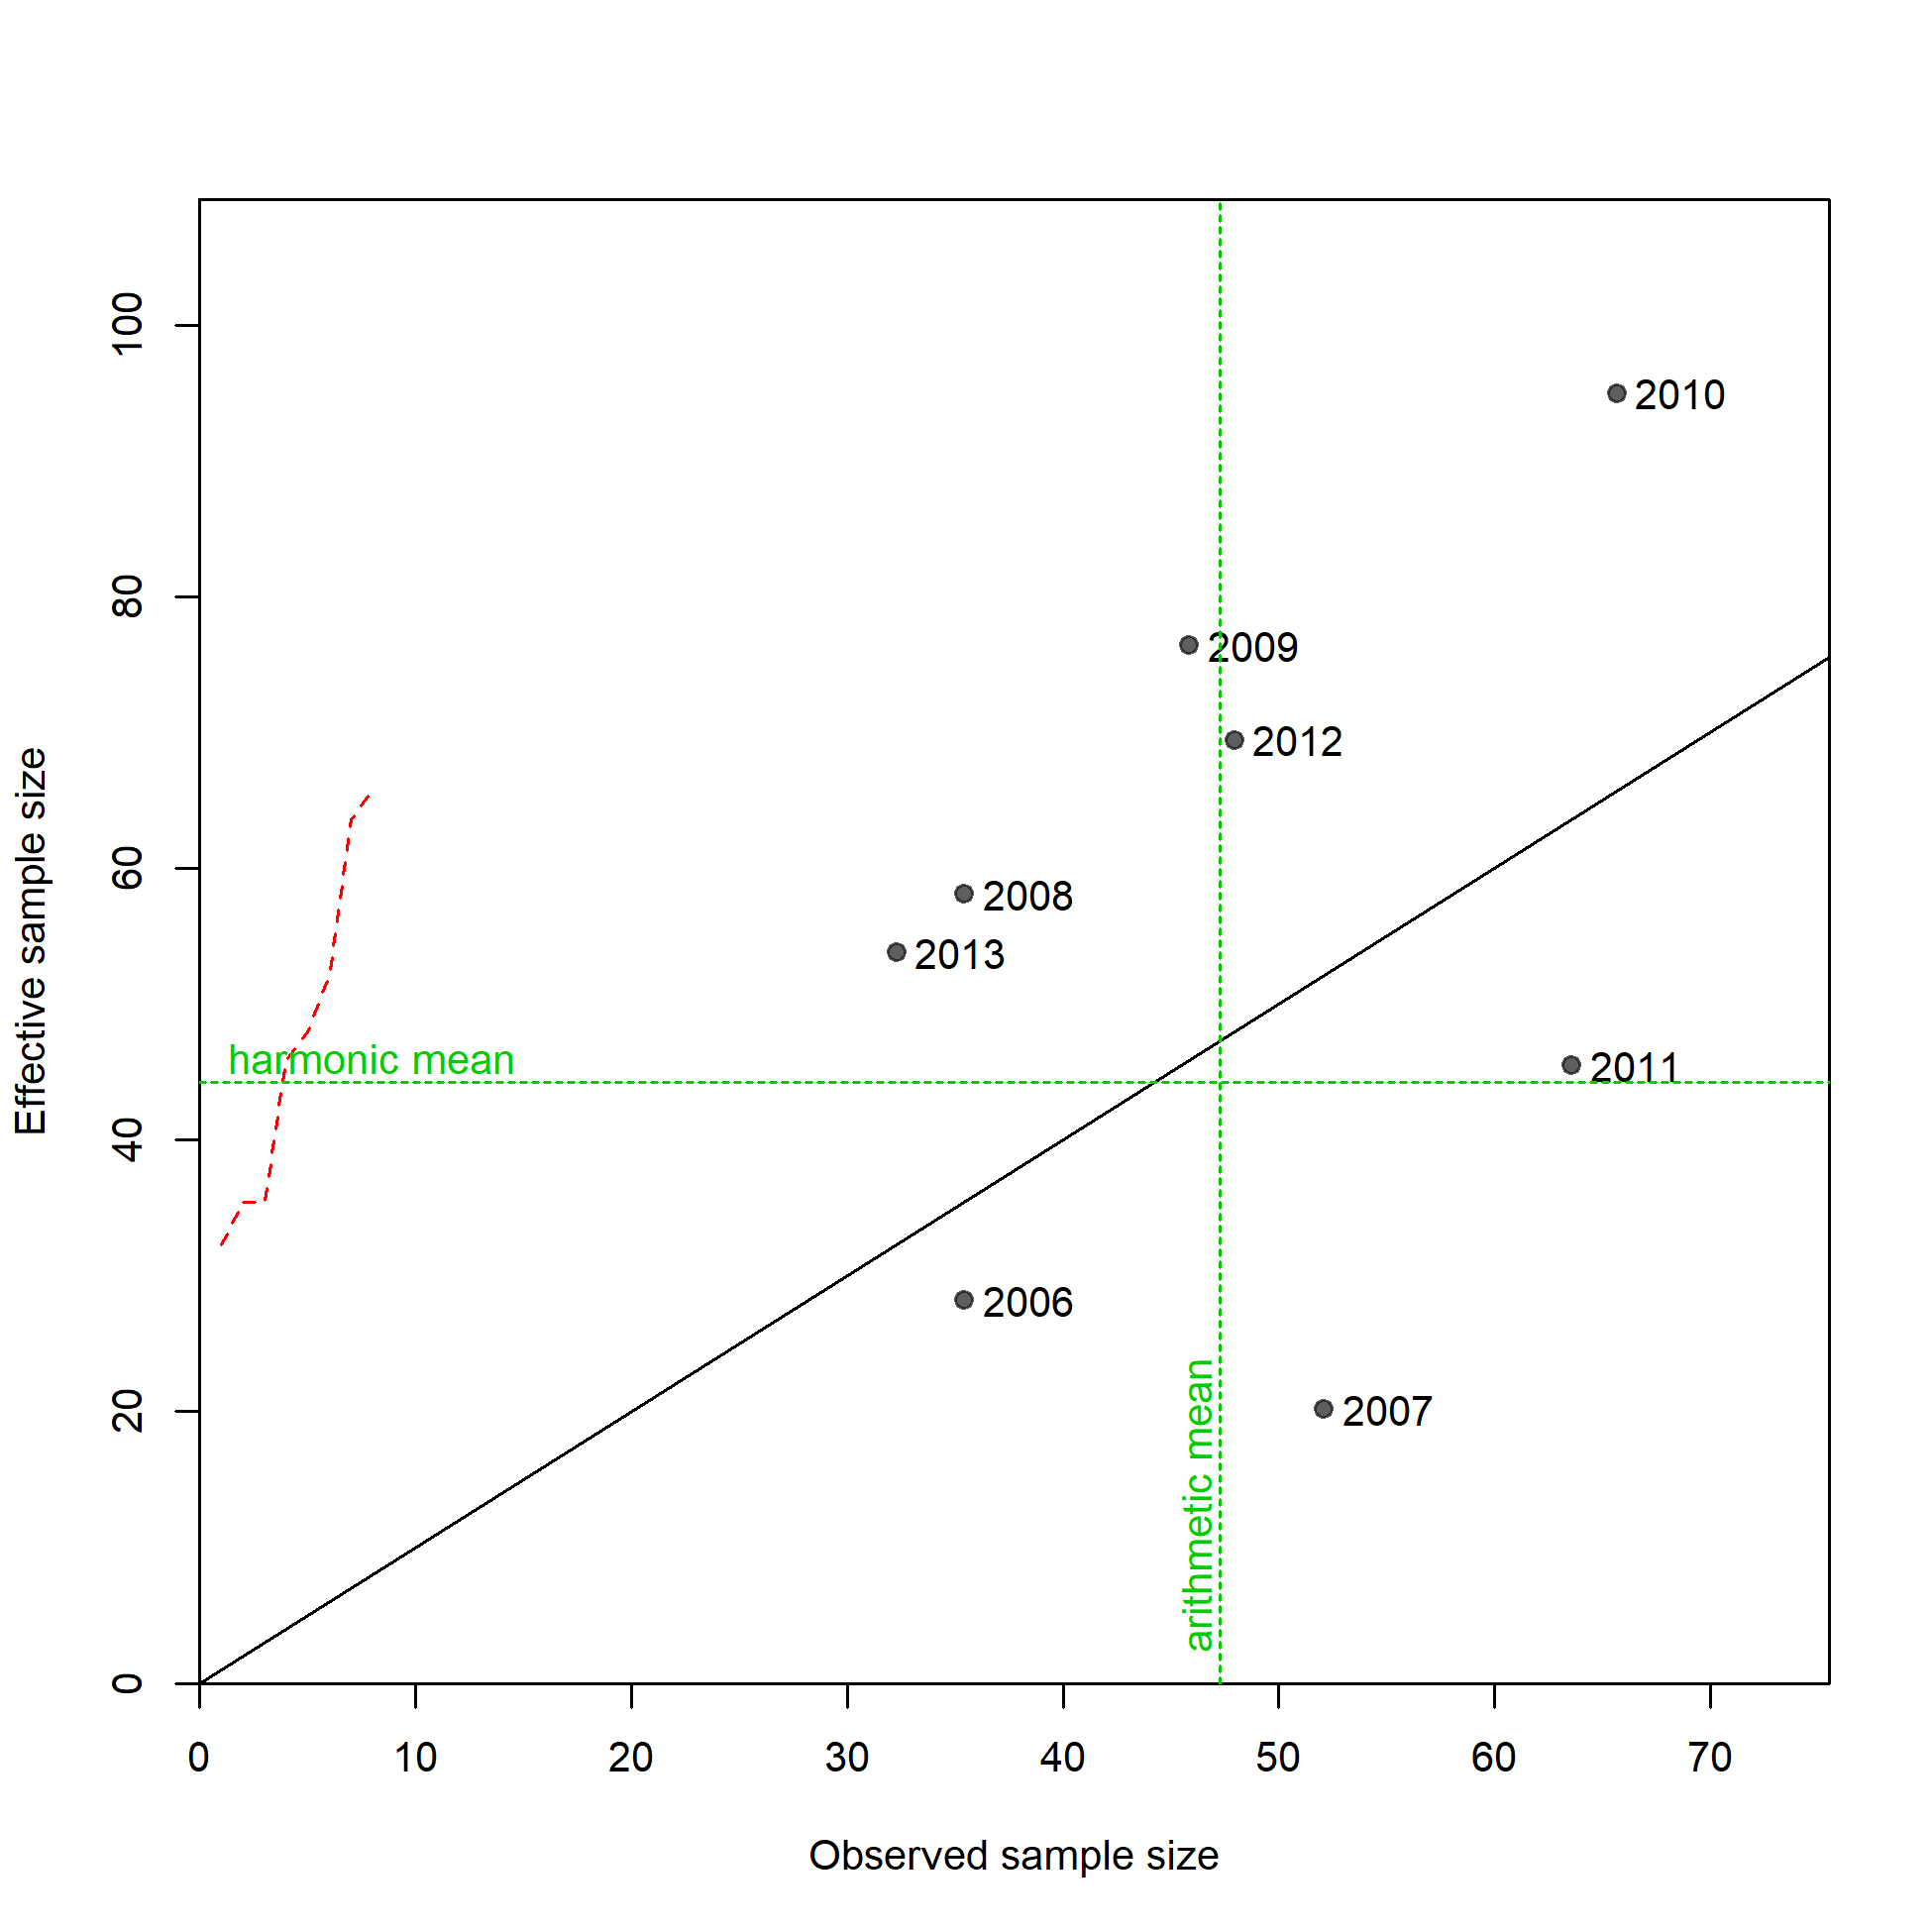 100
2010
80
2009
2012
Effective sample size
60
2008
2013
harmonic mean
2011
40
2006
arithmetic mean
20
2007
0
0 10 20 30 40 50 60 70
Observed sample size